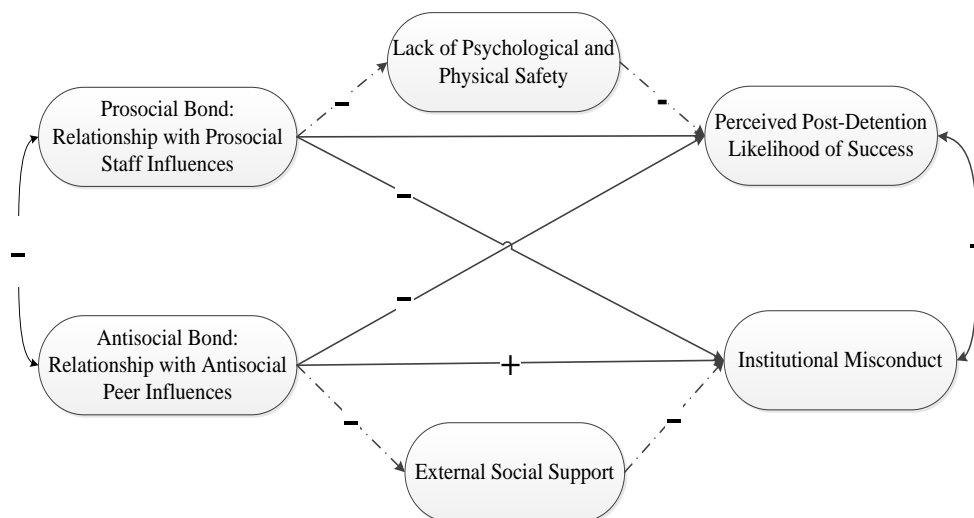 Lack of Psychological and
Physical Safety
-
-
Prosocial Bond:
Relationship with Prosocial
Staff Influences
Perceived Post-Detention
Likelihood of Success
-
-
-
-
Antisocial Bond:
Relationship with Antisocial
Peer Influences
+
Institutional Misconduct
-
-
External Social Support